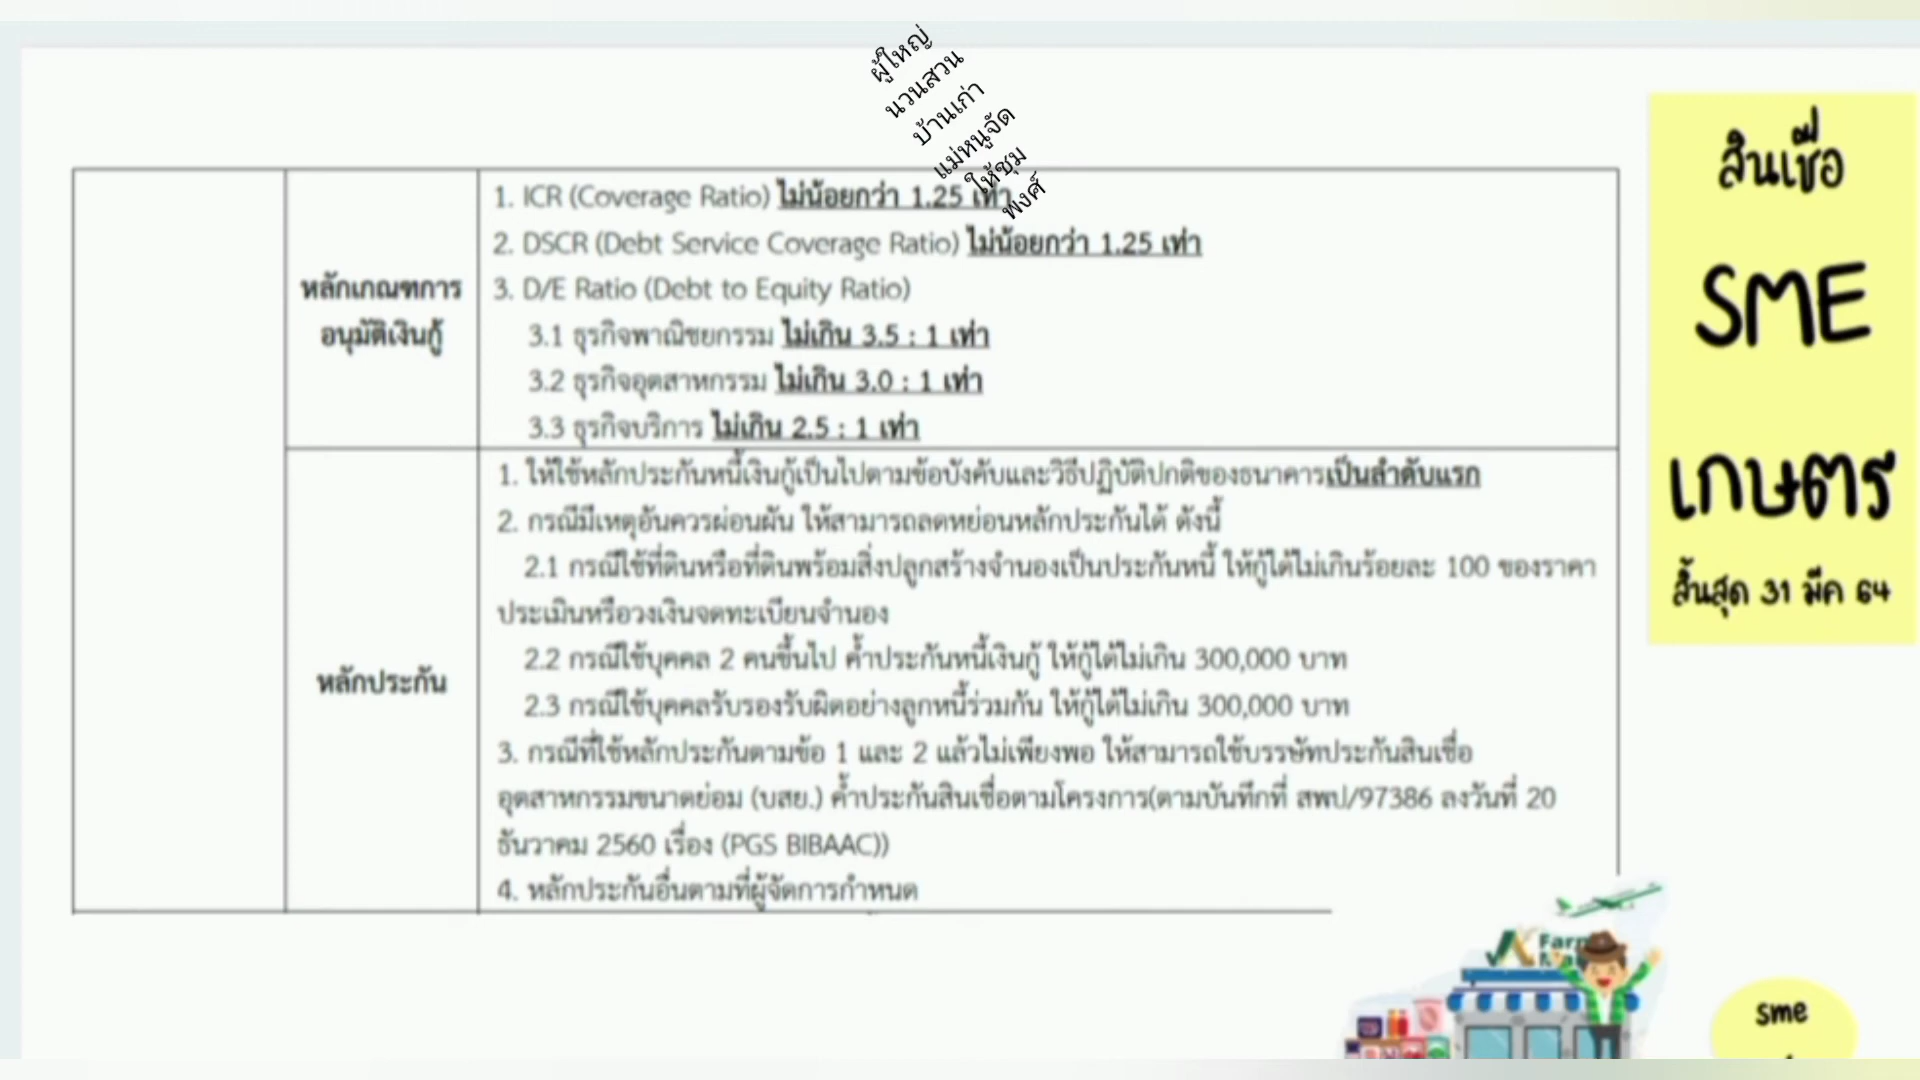 ผู้ใหญ่
นวนสวน
บ้านเก่า
แม่หนูจัด
ให้ชุม
พงศ์
หลักเกณฑการ
อนุมัติเงินกู้
1. ICR (Coverage Ratio) ไม่น้อยกว่า 1.25 เท่า
2. DSCR (Debt Service Coverage Ratio) ไม่น้อยกว่า 1.25 เท่า
3. D/E Ratio (Debt to Equity Ratio)
3.1 ธุรกิจพาณิชยกรรม ไม่เกิน 3.5 : 1 เท่า
3.2 ธุรกิจอุตสาหกรรม ไม่เกิน 3.0 : 1 เท่า
3.3 ธุรกิจบริการ ไม่เกิน 2.5 : 1 เท่า
หลักประกัน
1. ให้ใช้หลักประกันหนี้เงินกู้เป็นไปตามข้อบังคับและวิธีปฏิบัติปกติของธนาคารเป็นลำดับแรก
2. กรณีมีเหตุอันควรผ่อนผัน ให้สามารถลดหย่อนหลักประกันได้ ดังนี้
2.1 กรณีใช้ที่ดินหรือที่ดินพร้อมสิ่งปลูกสร้างจำนองเป็นประกันหนี้ ให้กู้ได้ไม่เกินร้อยละ 100 ของราคา
ประเมินหรือวงเงินจดทะเบียนจำนอง
2.2 กรณีใช้บุคคล 2 คนขึ้นไป ค้ำประกันหนี้เงินกู้ ให้กู้ได้ไม่เกิน 300,000 บาท
2.3 กรณีใช้บุคคลรับรองรับผิดอย่างลูกหนี้ร่วมกัน ให้กู้ได้ไม่เกิน 300,000 บาท
3. กรณีที่ใช้หลักประกันตามข้อ 1 และ 2 แล้วไม่เพียงพอ ให้สามารถใช้บรรษัทประกันสินเชื่อ
อุตสาหกรรมขนาดย่อม (บสย.) ค้ำประกันสินเชื่อตามโครงการ(ตามบันทึกที่ สพป/97386 ลงวันที่ 20
ธันวาคม 2560 เรื่อง (PGS BIBAAC))
4. หลักประกันอื่นตามที่ผู้จัดการกำหนด
สินเชื่อ
SME
เกษตร
สิ้นสุด 31 มีค 64
sme